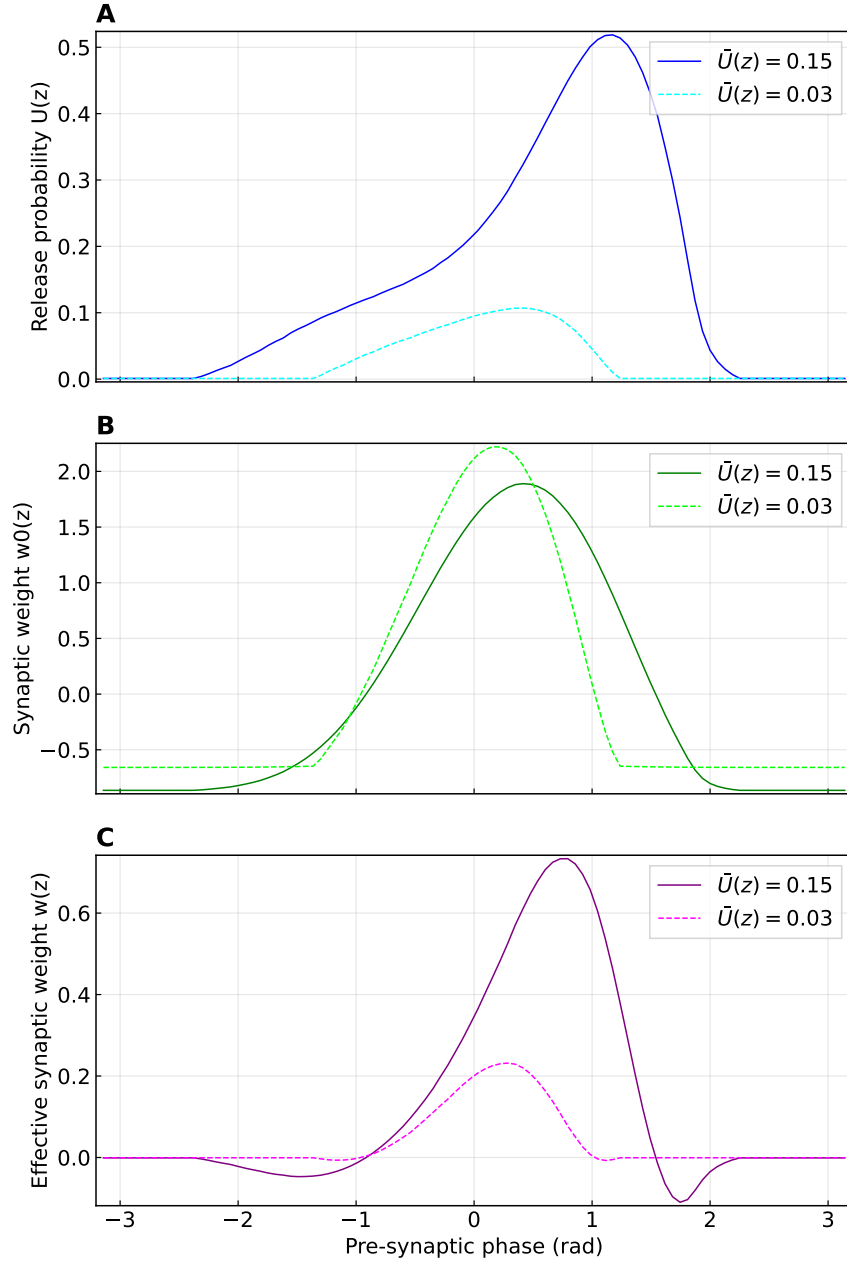 A
0.5
0.4
0.3
0.2
0.1
0.0
Release probability U(z)
Ū(z) = 0.15
Ū(z) = 0.03
B
2.0
1.5
1.0
0.5
0.0
−0.5
Synaptic weight w0(z)
Ū(z) = 0.15
Ū(z) = 0.03
C
0.6
0.4
0.2
0.0
Effective synaptic weight w(z)
Ū(z) = 0.15
Ū(z) = 0.03
−3 −2 −1 0 1 2 3
Pre-synaptic phase (rad)